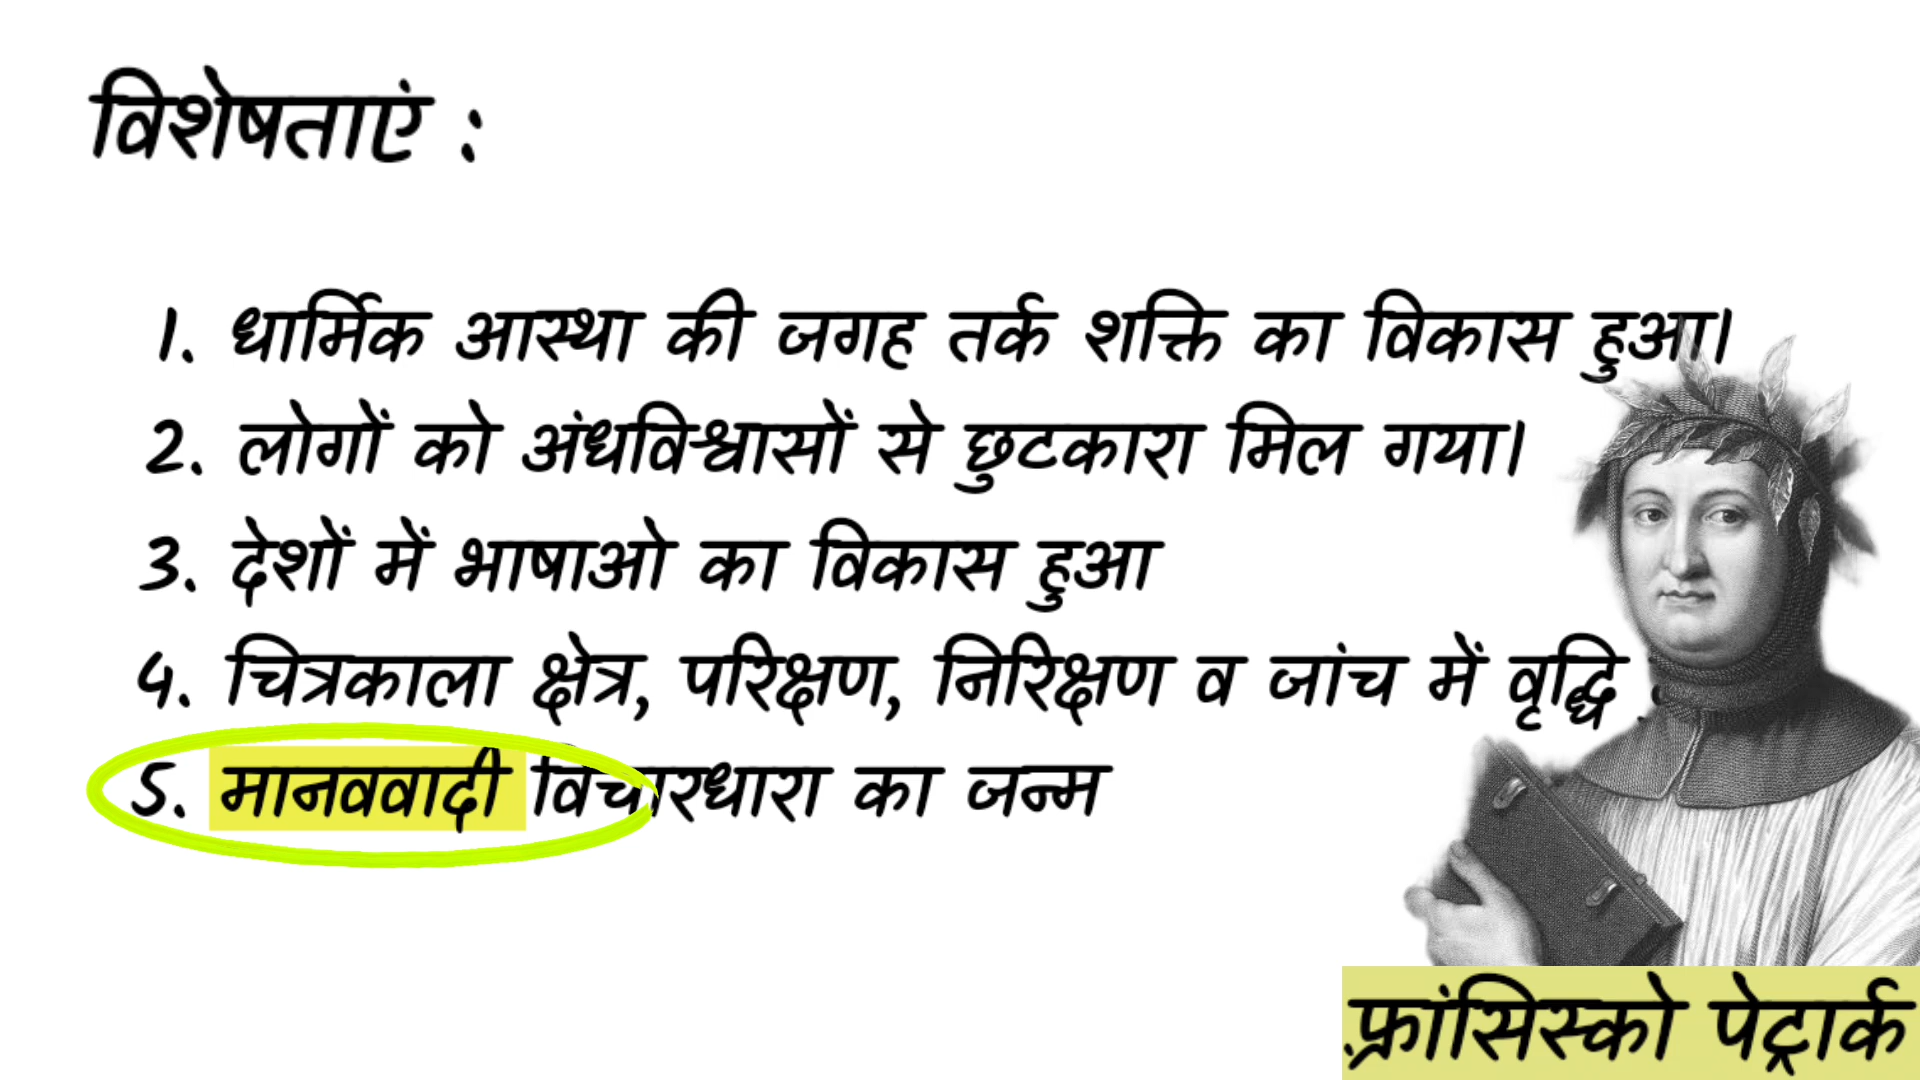 विशेषताएं :
1. धार्मिक आस्था की जगह तर्क शक्ति का विकास हुआ।
2. लोगों को अंधविश्वासों से छुटकारा मिल गया।
3. देशों में भाषाओ का विकास हुआ
4. चित्रकाला क्षेत्र, परिक्षण, निरिक्षण व जांच में वृद्धि :
5. मानववादी विचारधारा का जन्म
फ़्रांसिस्को पेट्रार्क